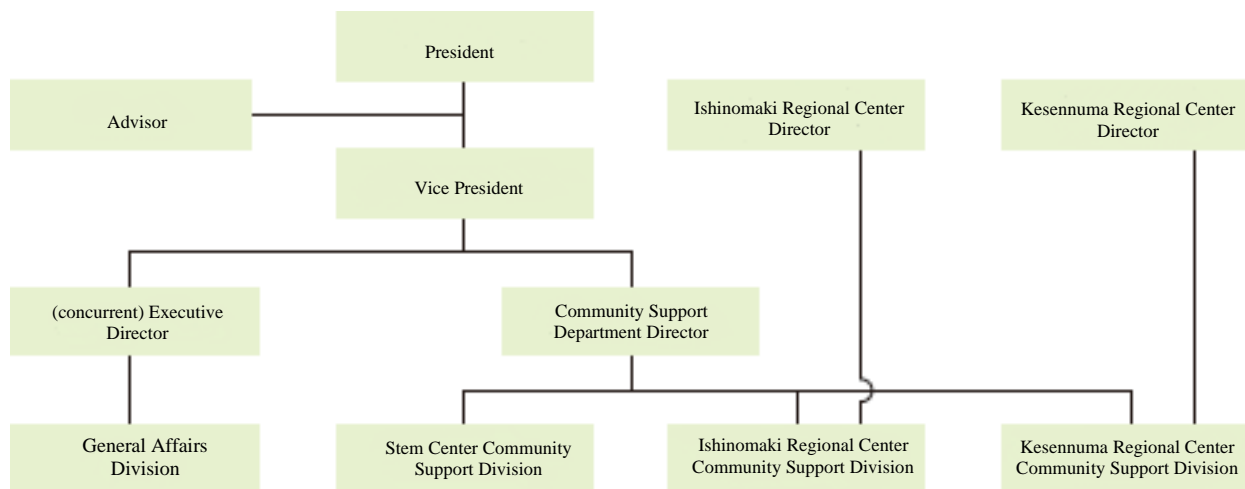 President
Advisor
Ishinomaki Regional Center
Director
Kesennuma Regional Center
Director
Vice President
(concurrent) Executive
Director
Community Support
Department Director
General Affairs
Division
Stem Center Community
Support Division
Ishinomaki Regional Center
Community Support Division
Kesennuma Regional Center
Community Support Division